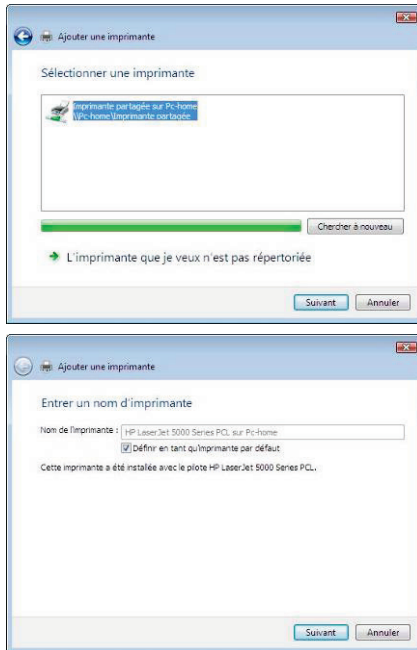 Ajouter une imprimante
Sélectionner une imprimante
Imprimante partagée sur Pc-home
\\Pc-home\Imprimante partagée
Chercher à nouveau
L'imprimante que je veux n'est pas répertoriée
Suivant Annuler
Ajouter une imprimante
Entrer un nom d'imprimante
Nom de l'imprimante : HP LaserJet 5000 Series PCL sur Pc-home
Définir en tant qu'imprimante par défaut
Cette imprimante a été installée avec le pilote HP LaserJet 5000 Series PCL.
Suivant Annuler